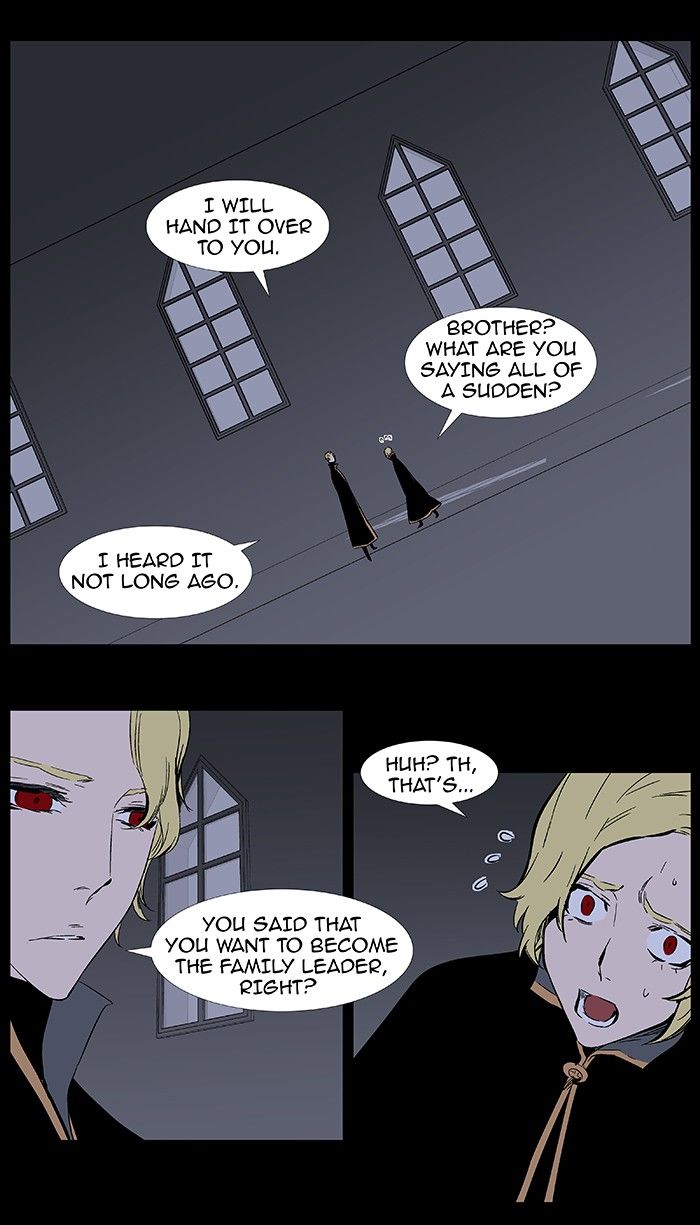 I WILL
HAND IT OVER
TO YOU.
BROTHER?
WHAT ARE YOU
SAYING ALL OF
A SUDDEN?
I HEARD IT
NOT LONG AGO.
HUH? TH,
THAT'S...
YOU SAID THAT
YOU WANT TO BECOME
THE FAMILY LEADER,
RIGHT?